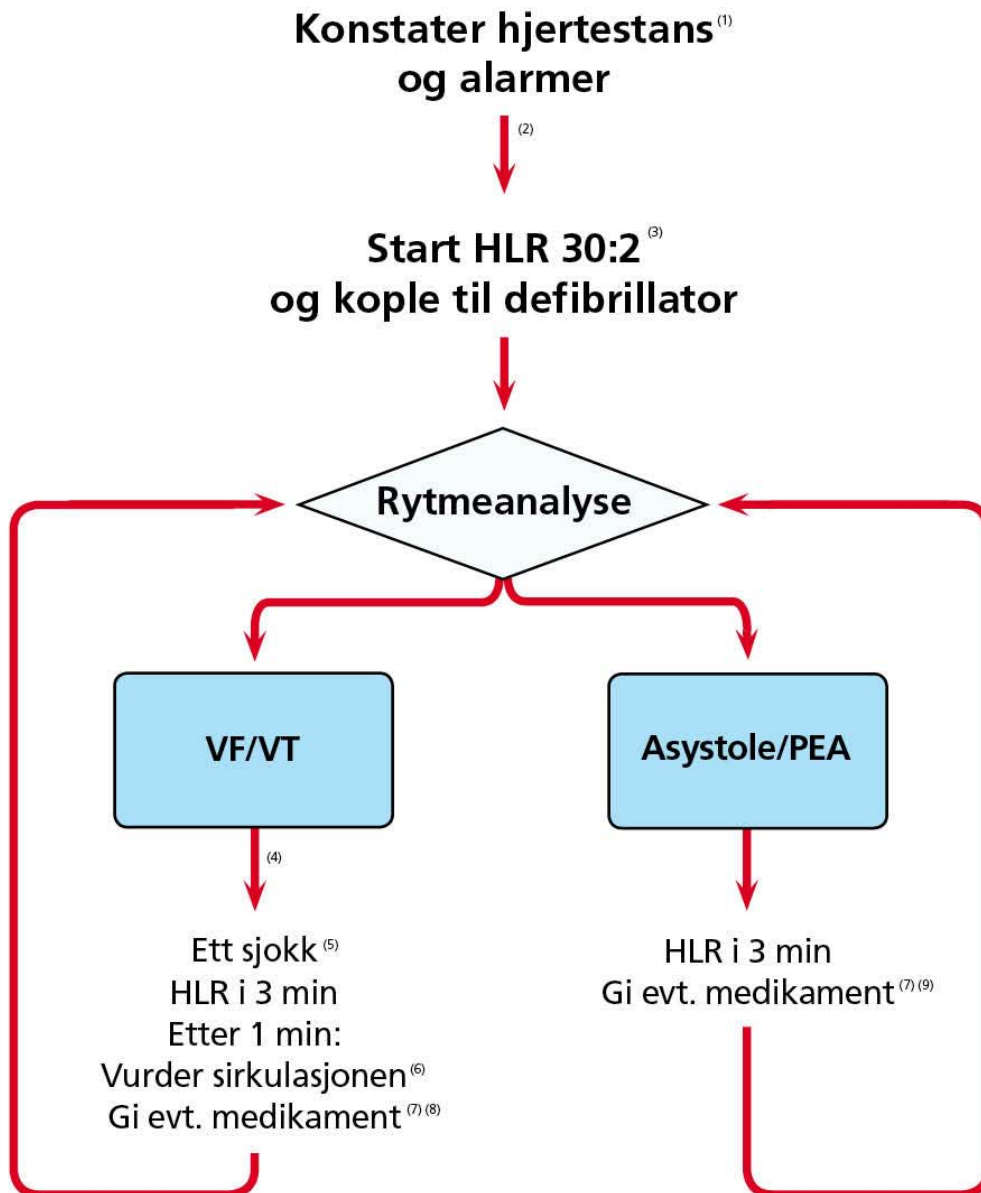 Konstater hjertestans (1)
og alarmer
(2)
Start HLR 30:2 (3)
og kople til defibrillator
Rytmeanalyse
VF/VT
Asystole/PEA
(4)
Ett sjokk (5)
HLR i 3 min
Etter 1 min:
Vurder sirkulasjonen (6)
Gi evt. medikament (7) (8)
HLR i 3 min
Gi evt. medikament (7) (9)